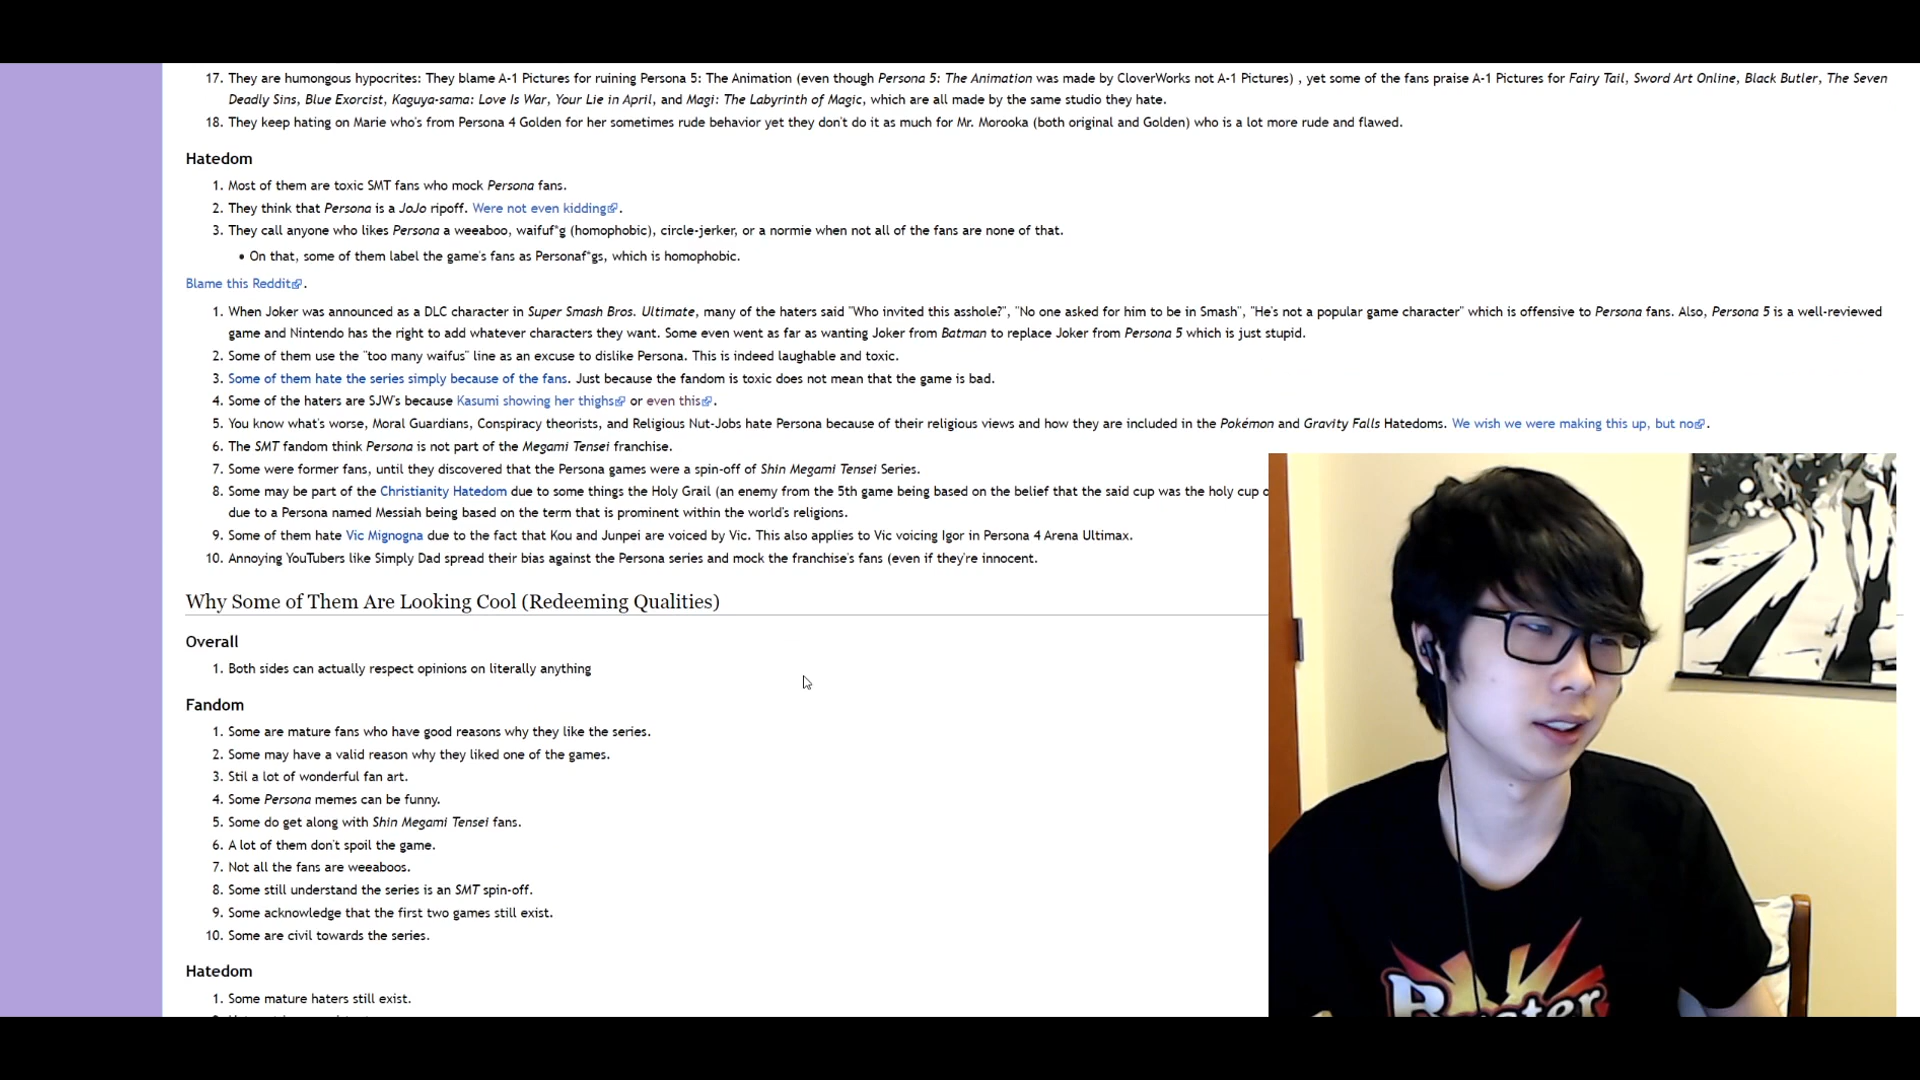 17. They are humongous hypocrites: They blame A-1 Pictures for ruining Persona 5: The Animation (even though Persona 5: The Animation was made by CloverWorks not A-1 Pictures) , yet some of the fans praise A-1 Pictures for Fairy Tail, Sword Art Online, Black Butler, The Seven
Deadly Sins, Blue Exorcist, Kaguya-sama: Love Is War, Your Lie in April, and Magi: The Labyrinth of Magic, which are all made by the same studio they hate.
18. They keep hating on Marie who's from Persona 4 Golden for her sometimes rude behavior yet they don't do it as much for Mr. Morooka (both original and Golden) who is a lot more rude and flawed.
Hatedom
1. Most of them are toxic SMT fans who mock Persona fans.
2. They think that Persona is a JoJo ripoff. Were not even kidding.
3. They call anyone who likes Persona a weeaboo, waifuf*g (homophobic), circle-jerker, or a normie when not all of the fans are none of that.
• On that, some of them label the game's fans as Personaf*gs, which is homophobic.
Blame this Reddit.
1. When Joker was announced as a DLC character in Super Smash Bros. Ultimate, many of the haters said "Who invited this asshole?", "No one asked for him to be in Smash", "He's not a popular game character" which is offensive to Persona fans. Also, Persona 5 is a well-reviewed
game and Nintendo has the right to add whatever characters they want. Some even went as far as wanting Joker from Batman to replace Joker from Persona 5 which is just stupid.
2. Some of them use the "too many waifus" line as an excuse to dislike Persona. This is indeed laughable and toxic.
3. Some of them hate the series simply because of the fans. Just because the fandom is toxic does not mean that the game is bad.
4. Some of the haters are SJW's because Kasumi showing her thighs or even this.
5. You know what's worse, Moral Guardians, Conspiracy theorists, and Religious Nut-Jobs hate Persona because of their religious views and how they are included in the Pokémon and Gravity Falls Hatedoms. We wish we were making this up, but no.
6. The SMT fandom think Persona is not part of the Megami Tensei franchise.
7. Some were former fans, until they discovered that the Persona games were a spin-off of Shin Megami Tensei Series.
8. Some may be part of the Christianity Hatedom due to some things the Holy Grail (an enemy from the 5th game being based on the belief that the said cup was the holy cup
due to a Persona named Messiah being based on the term that is prominent within the world's religions.
9. Some of them hate Vic Mignogna due to the fact that Kou and Junpei are voiced by Vic. This also applies to Vic voicing Igor in Persona 4 Arena Ultimax.
10. Annoying YouTubers like Simply Dad spread their bias against the Persona series and mock the franchise's fans (even if they're innocent.
Why Some of Them Are Looking Cool (Redeeming Qualities)
Overall
1. Both sides can actually respect opinions on literally anything
Fandom
1. Some are mature fans who have good reasons why they like the series.
2. Some may have a valid reason why they liked one of the games.
3. Stil a lot of wonderful fan art.
4. Some Persona memes can be funny.
5. Some do get along with Shin Megami Tensei fans.
6. A lot of them don't spoil the game.
7. Not all the fans are weeaboos.
8. Some still understand the series is an SMT spin-off.
9. Some acknowledge that the first two games still exist.
10. Some are civil towards the series.
Hatedom
1. Some mature haters still exist.